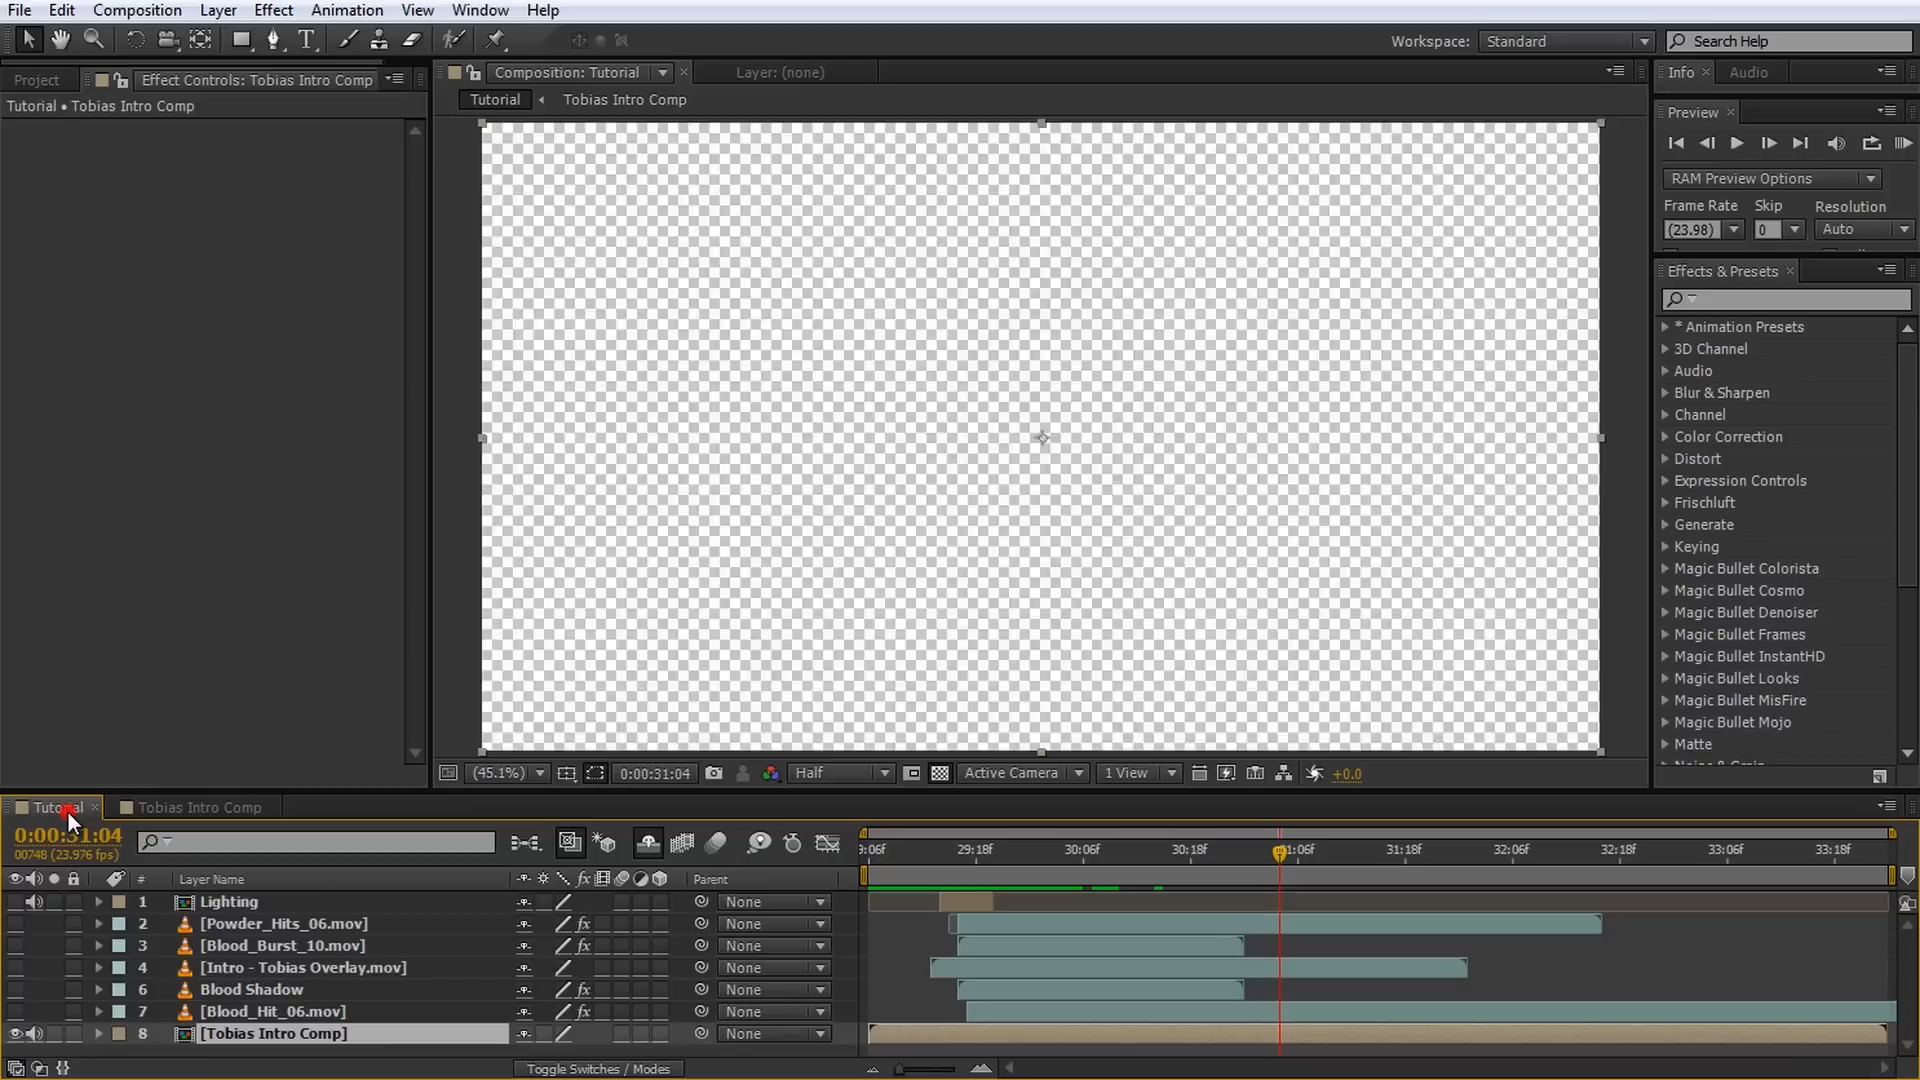 File Edit Composition Layer Effect Animation View Window Help
Workspace: Standard Search Help
Project Effect Controls: Tobias Intro Comp Composition: Tutorial Layer: (none) Info Audio
Tutorial • Tobias Intro Comp
Tutorial Tobias Intro Comp
Preview
RAM Preview Options
Frame Rate Skip Resolution
(23.98) 0 Auto
Effects & Presets
* Animation Presets
3D Channel
Audio
Blur & Sharpen
Channel
Color Correction
Distort
Expression Controls
Frischluft
Generate
Keying
Magic Bullet Colorista
Magic Bullet Cosmo
Magic Bullet Denoiser
Magic Bullet Frames
Magic Bullet InstantHD
Magic Bullet Looks
Magic Bullet MisFire
Magic Bullet Mojo
Matte
(45.1%) 0:00:31:04 Half Active Camera 1 View +0.0
Tutorial Tobias Intro Comp
0:00:31:04
00748 (23.976 fps)
:06f 29:18f 30:06f 30:18f 1:06f 31:18f 32:06f 32:18f 33:06f 33:18f
# Layer Name fx Parent
1 Lighting None
2 [Powder_Hits_06.mov] fx None
3 [Blood_Burst_10.mov] fx None
4 [Intro - Tobias Overlay.mov] None
6 Blood Shadow fx None
7 [Blood_Hit_06.mov] fx None
8 [Tobias Intro Comp] None
Toggle Switches / Modes